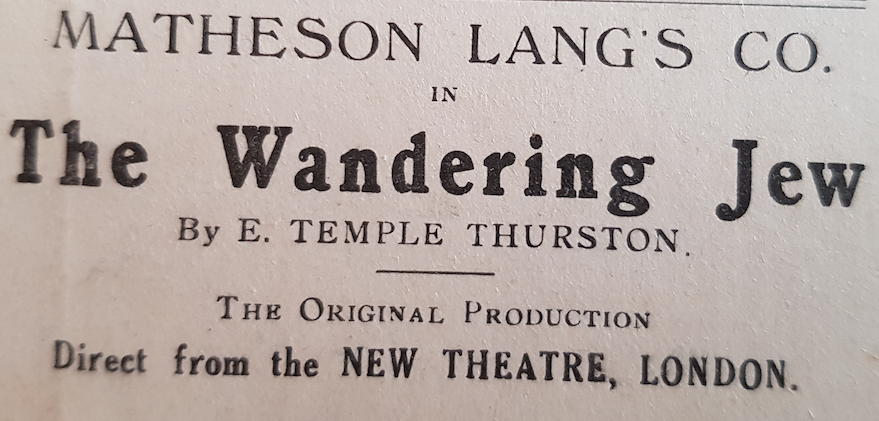 MATHESON LANG'S CO.
IN
The Wandering Jew
By E. TEMPLE THURSTON.
THE ORIGINAL PRODUCTION
Direct from the NEW THEATRE, LONDON.